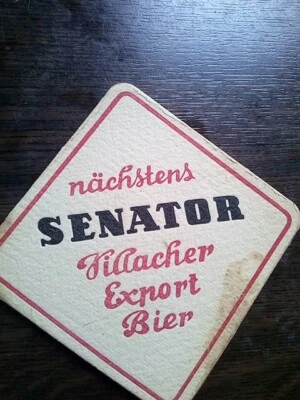 nächstens
SENATOR
Villacher
Export
Bier